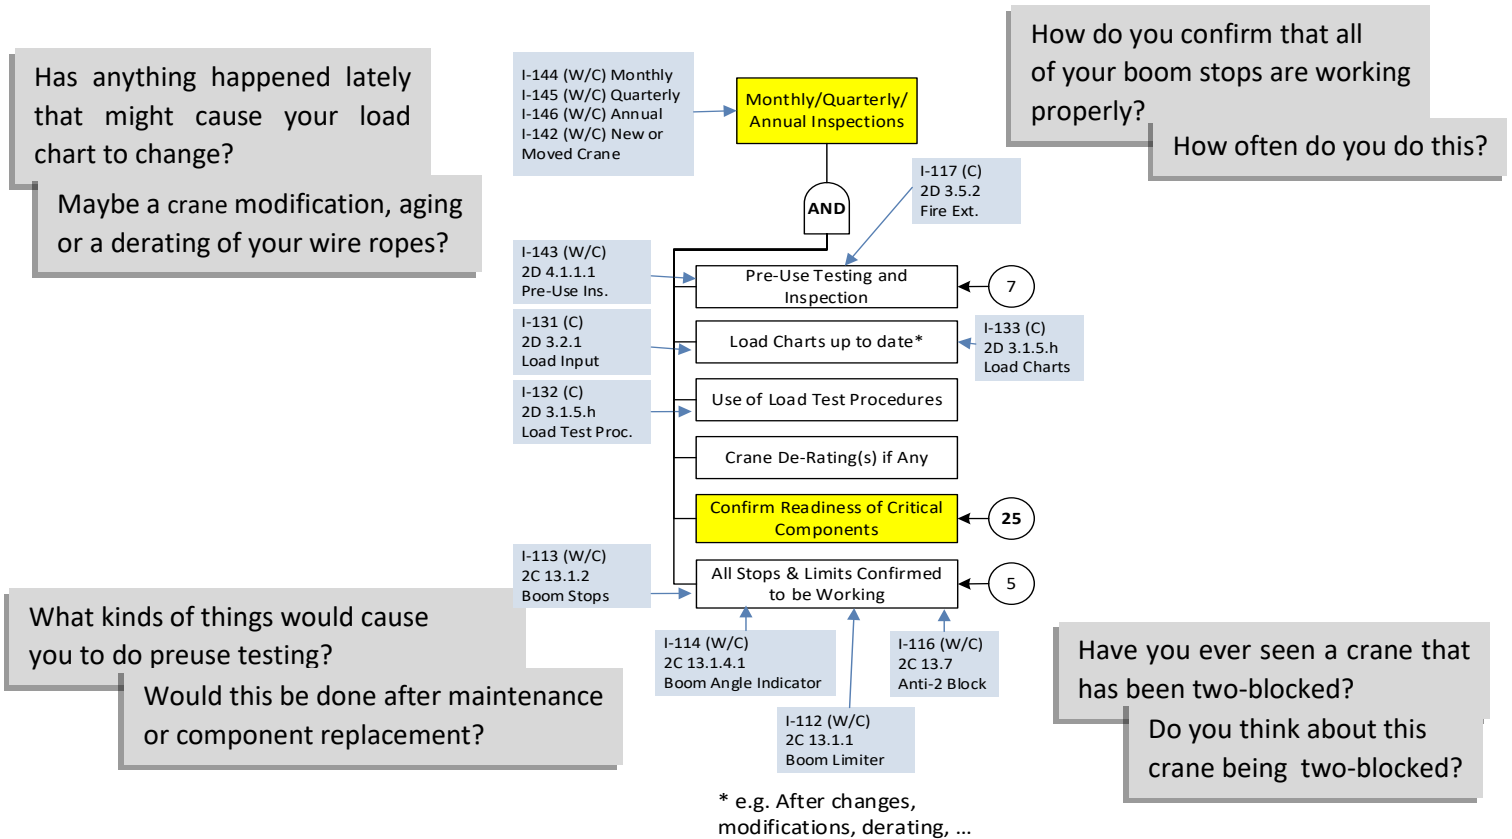 Has anything happened lately
that might cause your load
chart to change?
Maybe a crane modification, aging
or a derating of your wire ropes?
I-144 (W/C) Monthly
I-145 (W/C) Quarterly
I-146 (W/C) Annual
I-142 (W/C) New or
Moved Crane
Monthly/Quarterly/
Annual Inspections
How do you confirm that all
of your boom stops are working
properly?
How often do you do this?
I-117 (C)
2D 3.5.2
Fire Ext.
AND
I-143 (W/C)
2D 4.1.1.1
Pre-Use Ins.
Pre-Use Testing and
Inspection
7
I-131 (C)
2D 3.2.1
Load Input
Load Charts up to date*
I-133 (C)
2D 3.1.5.h
Load Charts
I-132 (C)
2D 3.1.5.h
Load Test Proc.
Use of Load Test Procedures
Crane De-Rating(s) if Any
Confirm Readiness of Critical
Components
25
I-113 (W/C)
2C 13.1.2
Boom Stops
All Stops & Limits Confirmed
to be Working
5
What kinds of things would cause
you to do preuse testing?
Would this be done after maintenance
or component replacement?
I-114 (W/C)
2C 13.1.4.1
Boom Angle Indicator
I-116 (W/C)
2C 13.7
Anti-2 Block
I-112 (W/C)
2C 13.1.1
Boom Limiter
Have you ever seen a crane that
has been two-blocked?
Do you think about this
crane being two-blocked?
* e.g. After changes,
modifications, derating, ...